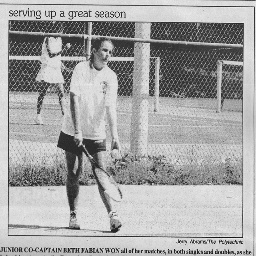 serving up a great season
Jerry Abrams/The Polytechnic
JUNIOR CO-CAPTAIN BETH FABIAN WON all of her matches, in both singles and doubles, as she